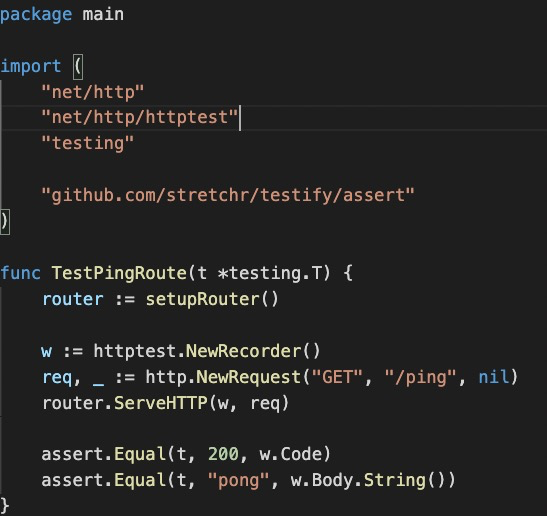 package main
import (
"net/http"
"net/http/httptest"
"testing"
"github.com/stretchr/testify/assert"
)
func TestPingRoute(t *testing.T) {
router := setupRouter()
w := httptest.NewRecorder()
req, _ := http.NewRequest("GET", "/ping", nil)
router.ServeHTTP(w, req)
assert.Equal(t, 200, w.Code)
assert.Equal(t, "pong", w.Body.String())
}